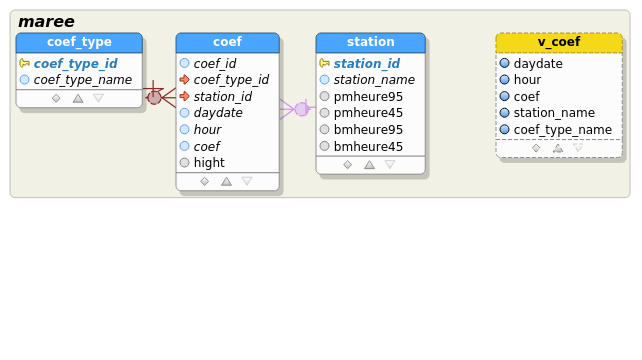 maree
coef_type
coef_type_id
coef_type_name
coef
coef_id
coef_type_id
station_id
daydate
hour
coef
hight
station
station_id
station_name
pmheure95
pmheure45
bmheure95
bmheure45
v_coef
daydate
hour
coef
station_name
coef_type_name